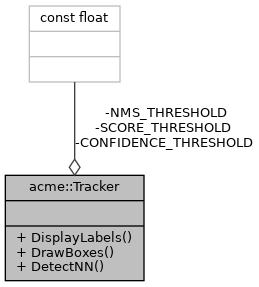 const float
-NMS_THRESHOLD
-SCORE_THRESHOLD
-CONFIDENCE_THRESHOLD
acme::Tracker
+ DisplayLabels()
+ DrawBoxes()
+ DetectNN()